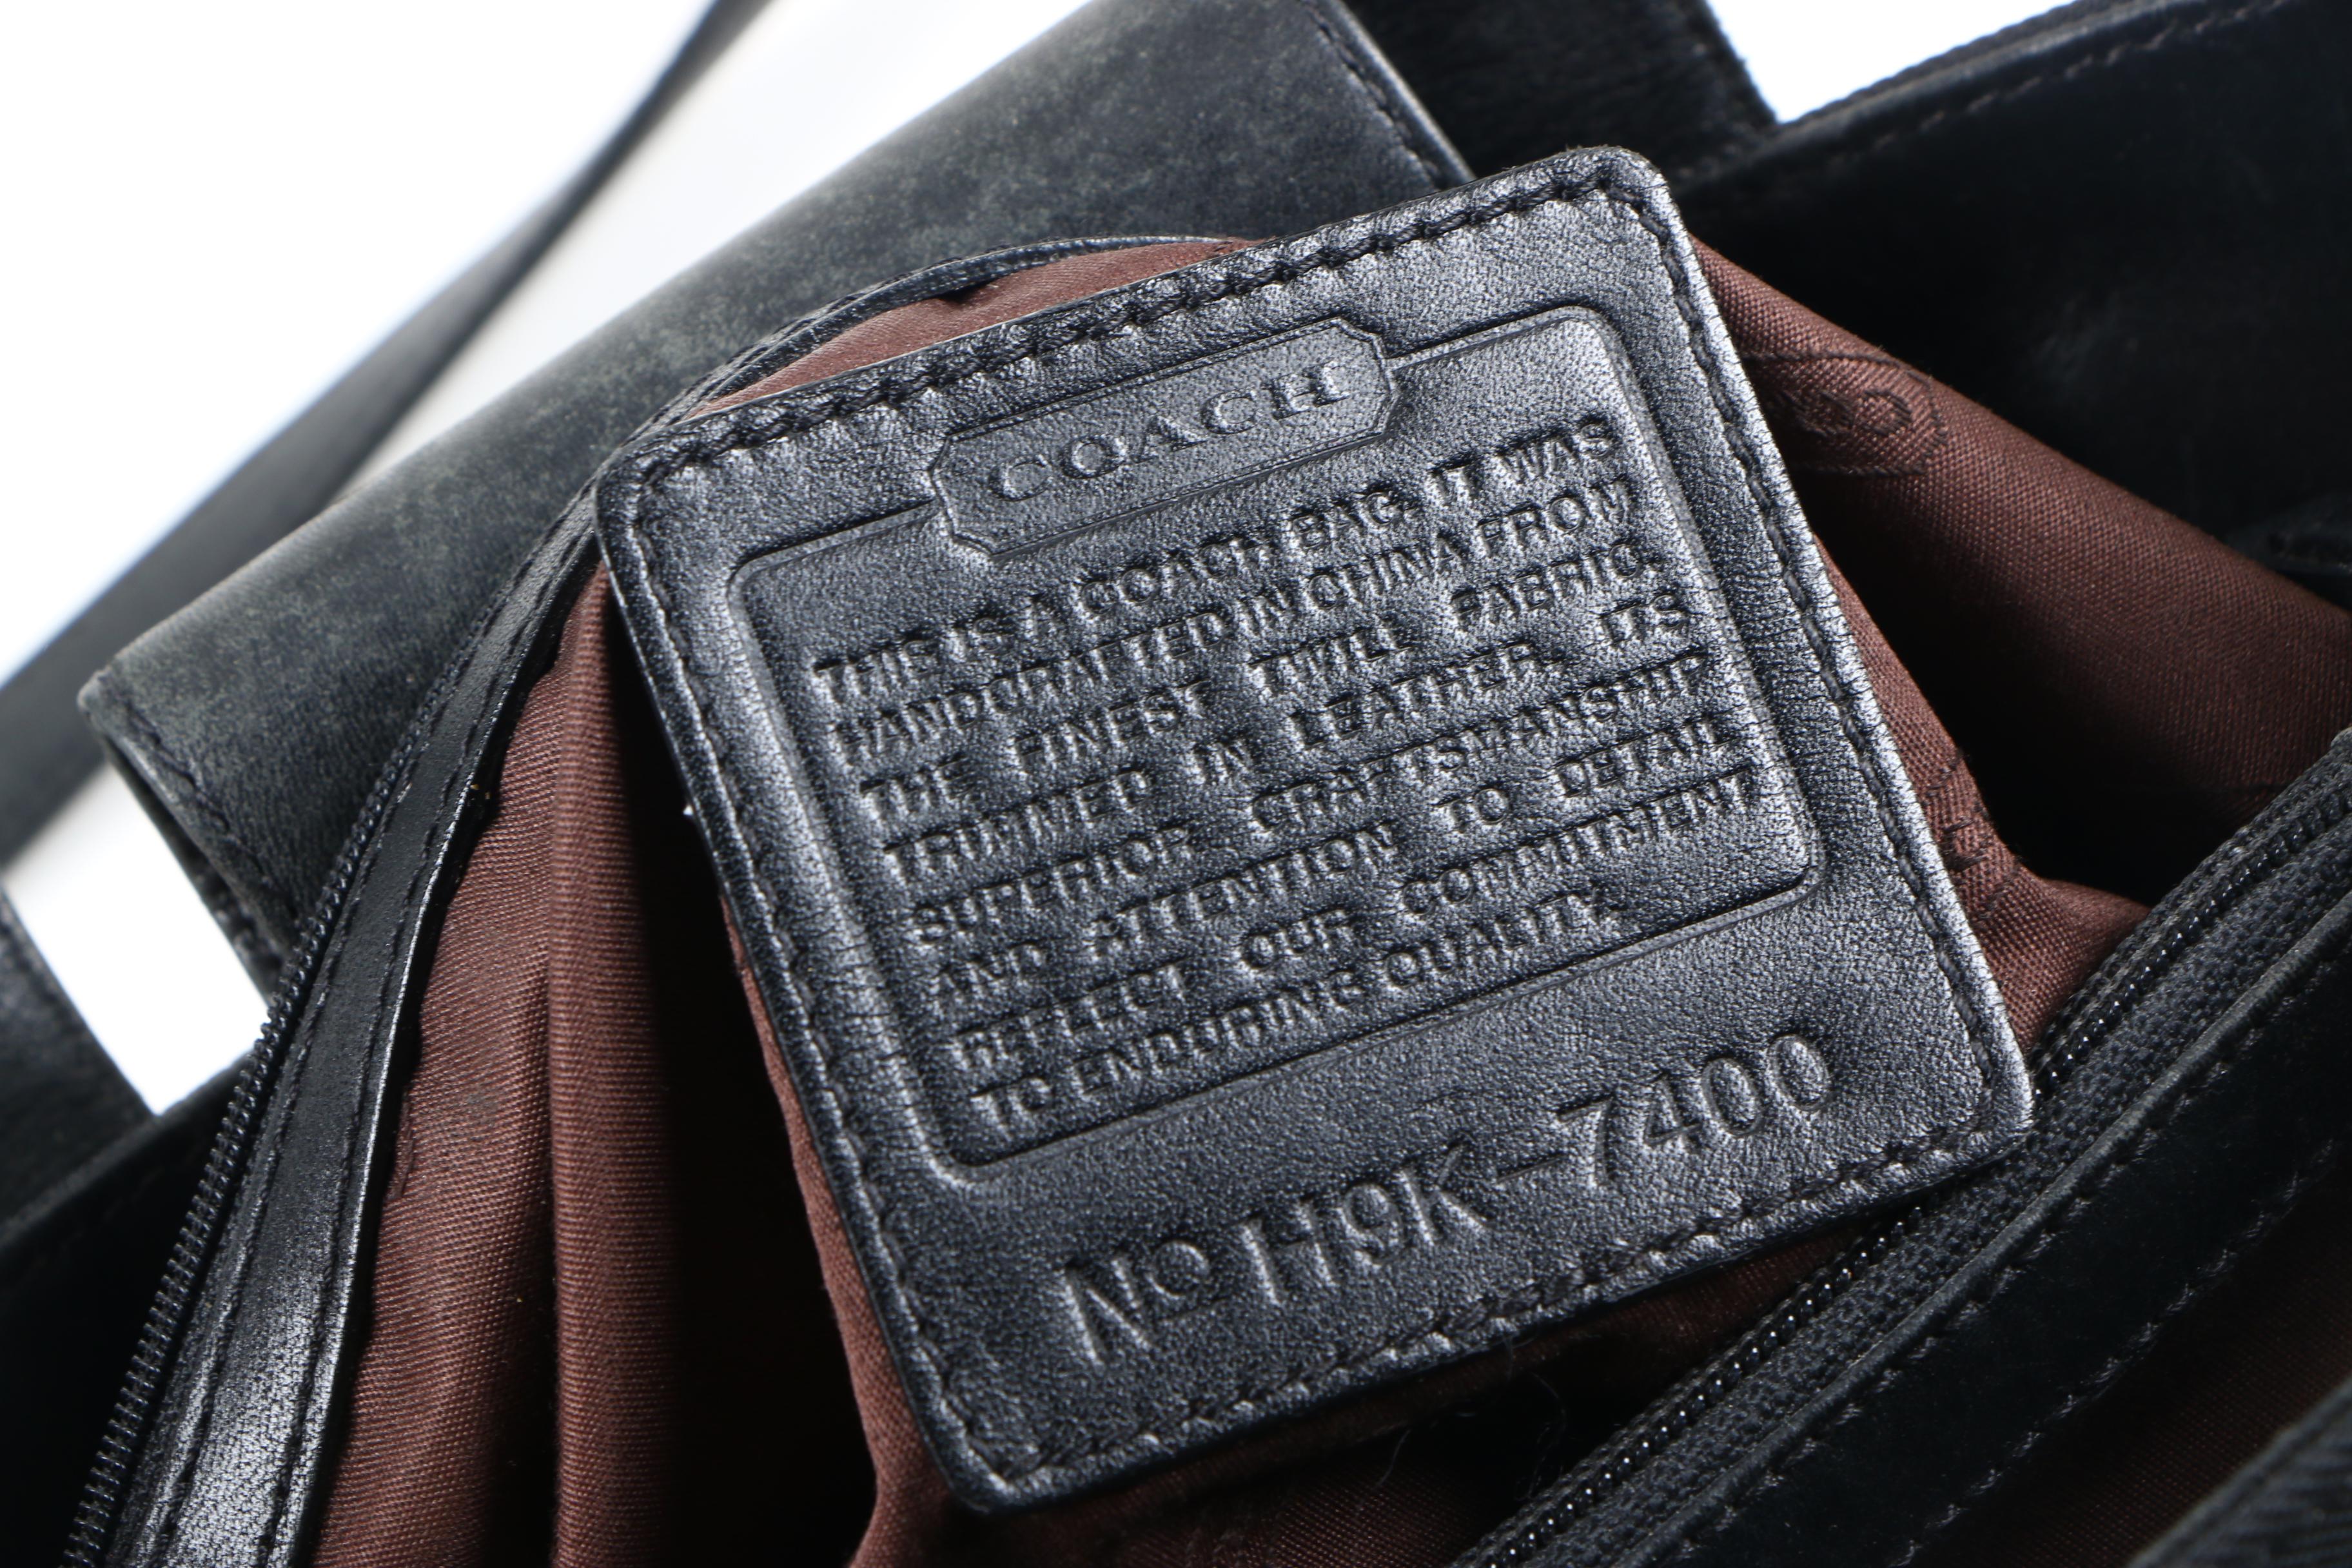 COACH
THIS IS A COACH BAG. IT WAS
HANDCRAFTED IN CHINA FROM
THE FINEST TWILL FABRIC,
TRIMMED IN LEATHER. ITS
SUPERIOR CRAFTSMANSHIP
AND ATTENTION TO DETAIL
REFLECT OUR COMMITMENT
TO ENDURING QUALITY.
Nº H9K-7400